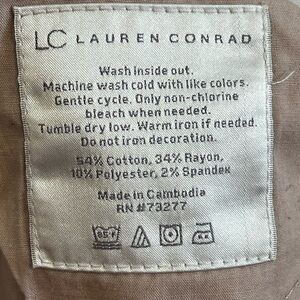 LC LAUREN CONRAD
Wash inside out.
Machine wash cold with like colors.
Gentle cycle. Only non-chlorine
bleach when needed.
Tumble dry low. Warm iron if needed.
Do not iron decoration.
54% Cotton, 34% Rayon,
10% Polyester, 2% Spandex
Made in Cambodia
RN #73277